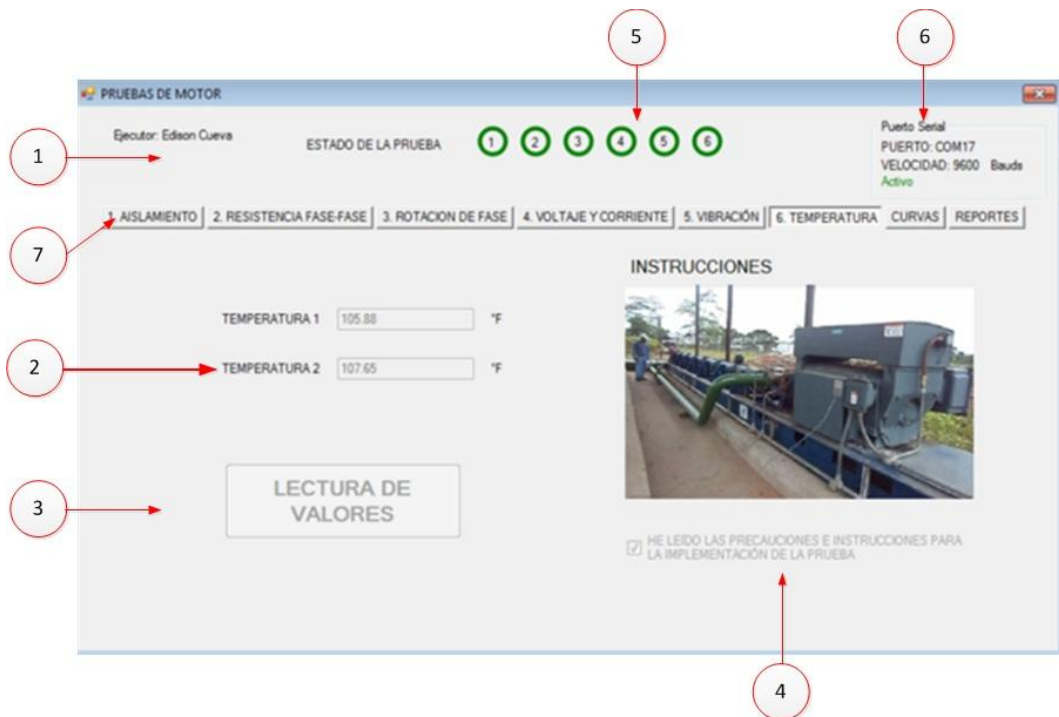 5
6
PRUEBAS DE MOTOR
Ejecutor: Edison Cueva
ESTADO DE LA PRUEBA
1 2 3 4 5 6
Puerto Serial
PUERTO: COM17
VELOCIDAD: 9600 Bauds
Activo
1
1. AISLAMIENTO 2. RESISTENCIA FASE-FASE 3. ROTACION DE FASE 4. VOLTAJE Y CORRIENTE 5. VIBRACIÓN 6. TEMPERATURA CURVAS REPORTES
7
INSTRUCCIONES
TEMPERATURA 1 105.88 °F
2
TEMPERATURA 2 107.65 °F
3
LECTURA DE
VALORES
HE LEIDO LAS PRECAUCIONES E INSTRUCCIONES PARA
LA IMPLEMENTACIÓN DE LA PRUEBA
4